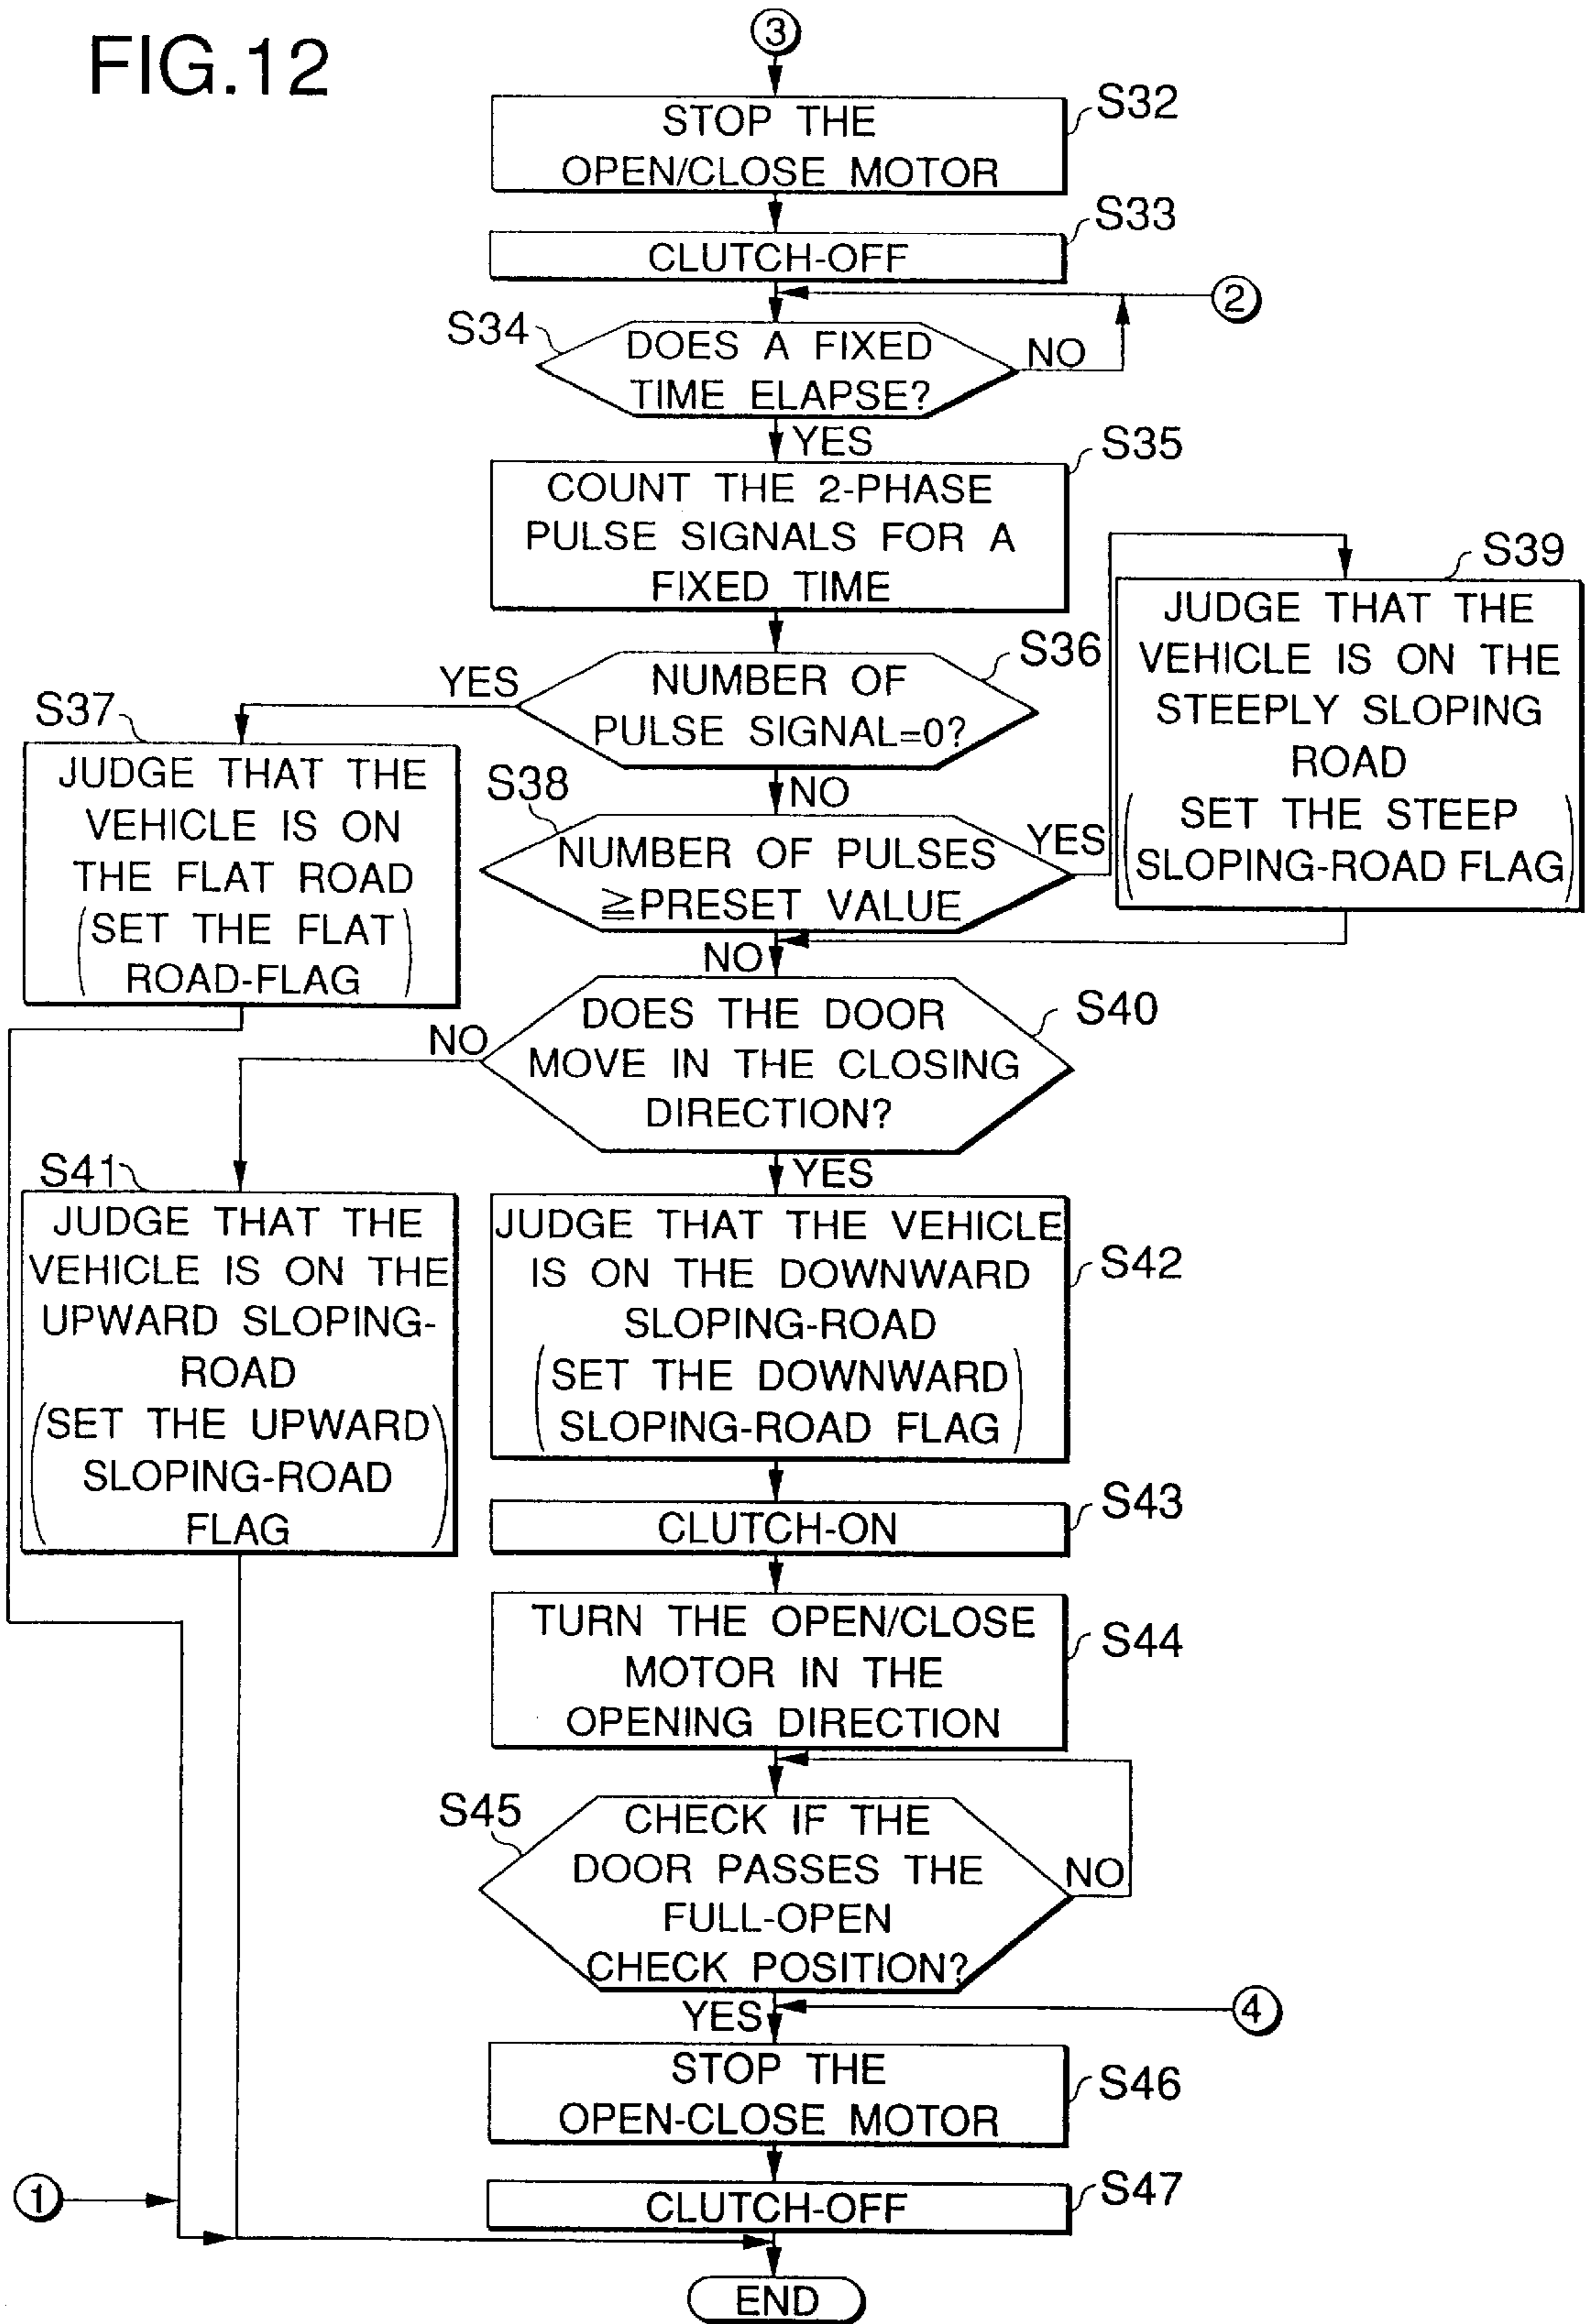 FIG.12
3
STOP THE
OPEN/CLOSE MOTOR
S32
CLUTCH-OFF
S33
2
S34
DOES A FIXED
TIME ELAPSE?
NO
YES
COUNT THE 2-PHASE
PULSE SIGNALS FOR A
FIXED TIME
S35
NUMBER OF
PULSE SIGNAL=0?
S36
YES
NO
S37
JUDGE THAT THE
VEHICLE IS ON
THE FLAT ROAD
(SET THE FLAT
ROAD-FLAG)
S38
NUMBER OF PULSES
≧PRESET VALUE
YES
NO
S39
JUDGE THAT THE
VEHICLE IS ON THE
STEEPLY SLOPING
ROAD
(SET THE STEEP
SLOPING-ROAD FLAG)
DOES THE DOOR
MOVE IN THE CLOSING
DIRECTION?
S40
NO
YES
S41
JUDGE THAT THE
VEHICLE IS ON THE
UPWARD SLOPING-
ROAD
(SET THE UPWARD
SLOPING-ROAD
FLAG)
JUDGE THAT THE VEHICLE
IS ON THE DOWNWARD
SLOPING-ROAD
(SET THE DOWNWARD
SLOPING-ROAD FLAG)
S42
CLUTCH-ON
S43
TURN THE OPEN/CLOSE
MOTOR IN THE
OPENING DIRECTION
S44
S45
CHECK IF THE
DOOR PASSES THE
FULL-OPEN
CHECK POSITION?
NO
YES
4
STOP THE
OPEN-CLOSE MOTOR
S46
1
CLUTCH-OFF
S47
END